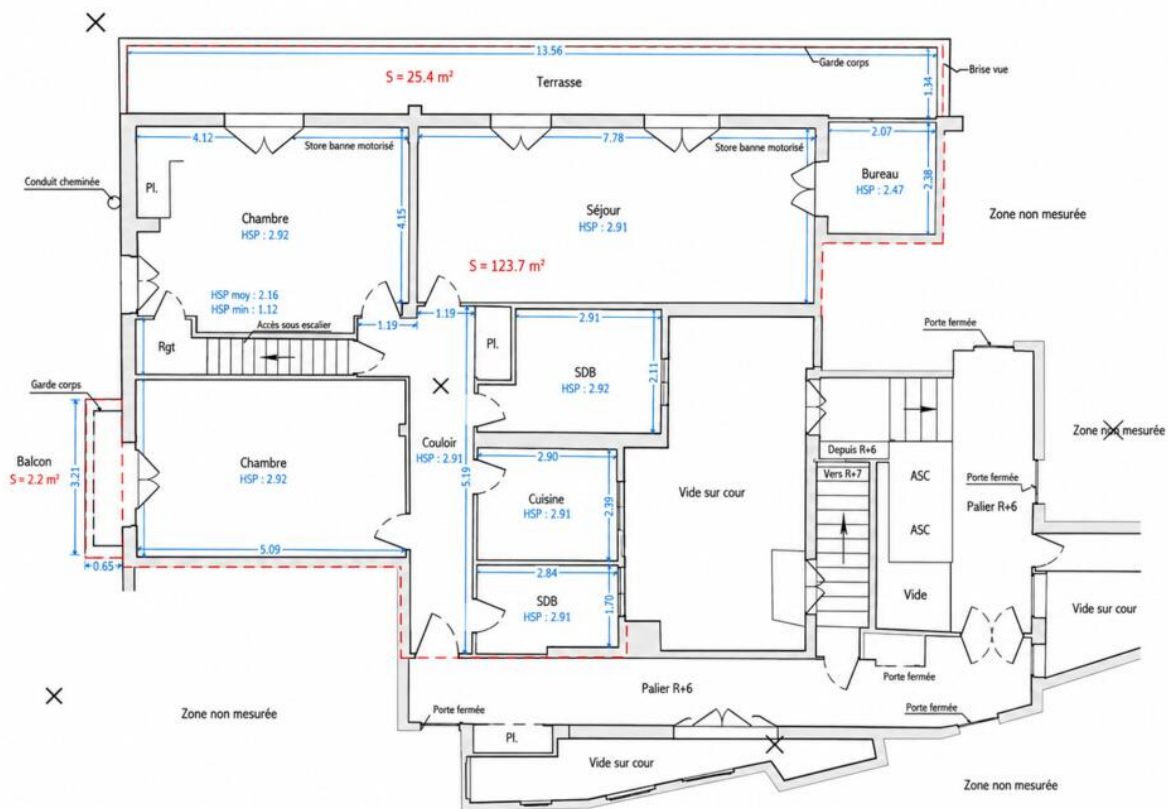 13.56
Garde corps
Brise vue
S = 25.4 m²
Terrasse
1.34
4.12
Store banne motorisé
7.78
Store banne motorisé
2.07
Pl.
Bureau
HSP : 2.47
2.38
Conduit cheminée
Chambre
HSP : 2.92
4.15
Séjour
HSP : 2.91
Zone non mesurée
S = 123.7 m²
HSP moy : 2.16
HSP min : 1.12
Accès sous escalier
1.19
1.19
2.91
Porte fermée
Rgt
Pl.
SDB
HSP : 2.92
2.11
Garde corps
Balcon
S = 2.2 m²
3.21
Chambre
HSP : 2.92
Couloir
HSP : 2.91
5.19
Zone non mesurée
Depuis R+6
Vers R+7
2.90
Cuisine
HSP : 2.91
2.39
Vide sur cour
ASC
Porte fermée
Palier R+6
ASC
5.09
0.65
2.84
SDB
HSP : 2.91
1.70
Vide
Vide sur cour
Palier R+6
Porte fermée
Zone non mesurée
Porte fermée
Porte fermée
Pl.
Vide sur cour
Zone non mesurée